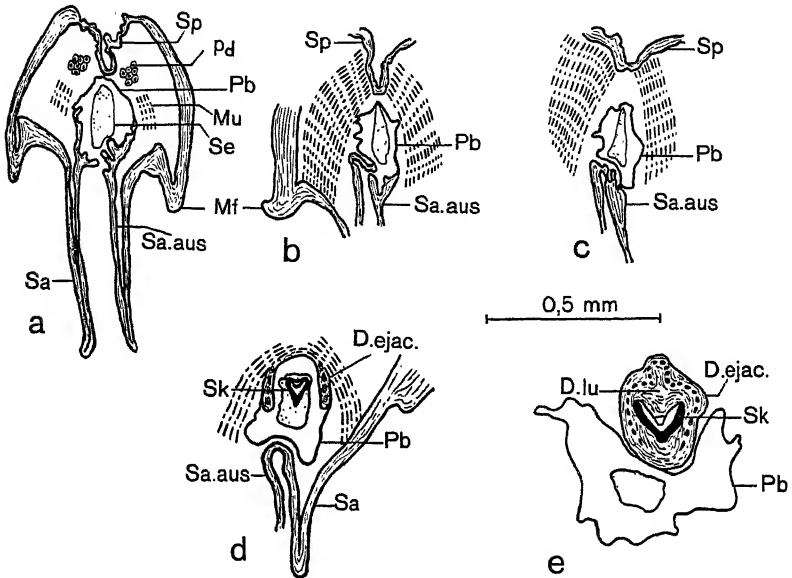 Sp
pd
Pb
Mu
Se
Mf
Sa.aus
Sa
a
Sp
Pb
Sa.aus
b
Sp
Pb
Sa.aus
c
0,5 mm
D.ejac.
Sk
Pb
Sa.aus
Sa
d
D.ejac.
D.lu
Sk
Pb
e